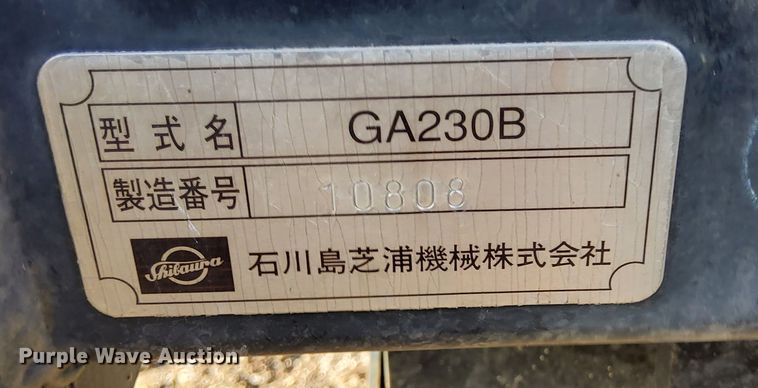 型式名 GA230B
製造番号 10808
Shibaura 石川島芝浦機械株式会社
Purple Wave Auction